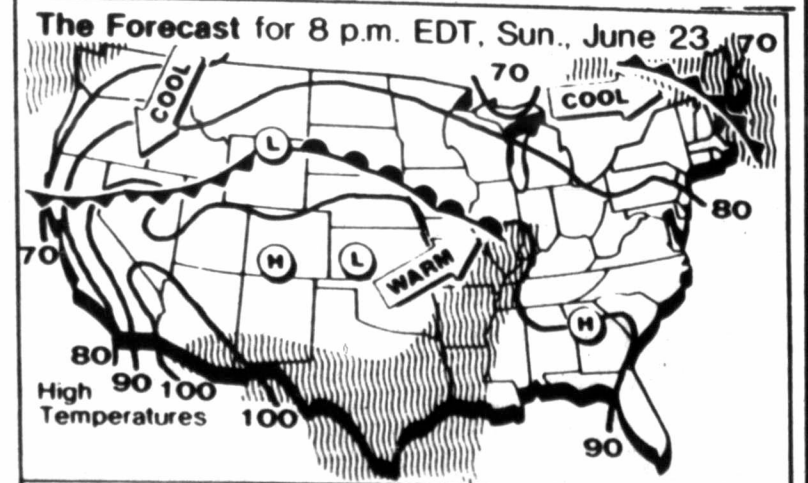 The Forecast for 8 p.m. EDT, Sun., June 23
70
70
COOL
COOL
L
80
70
H
L
WARM
H
80
90
100
High
Temperatures
100
90